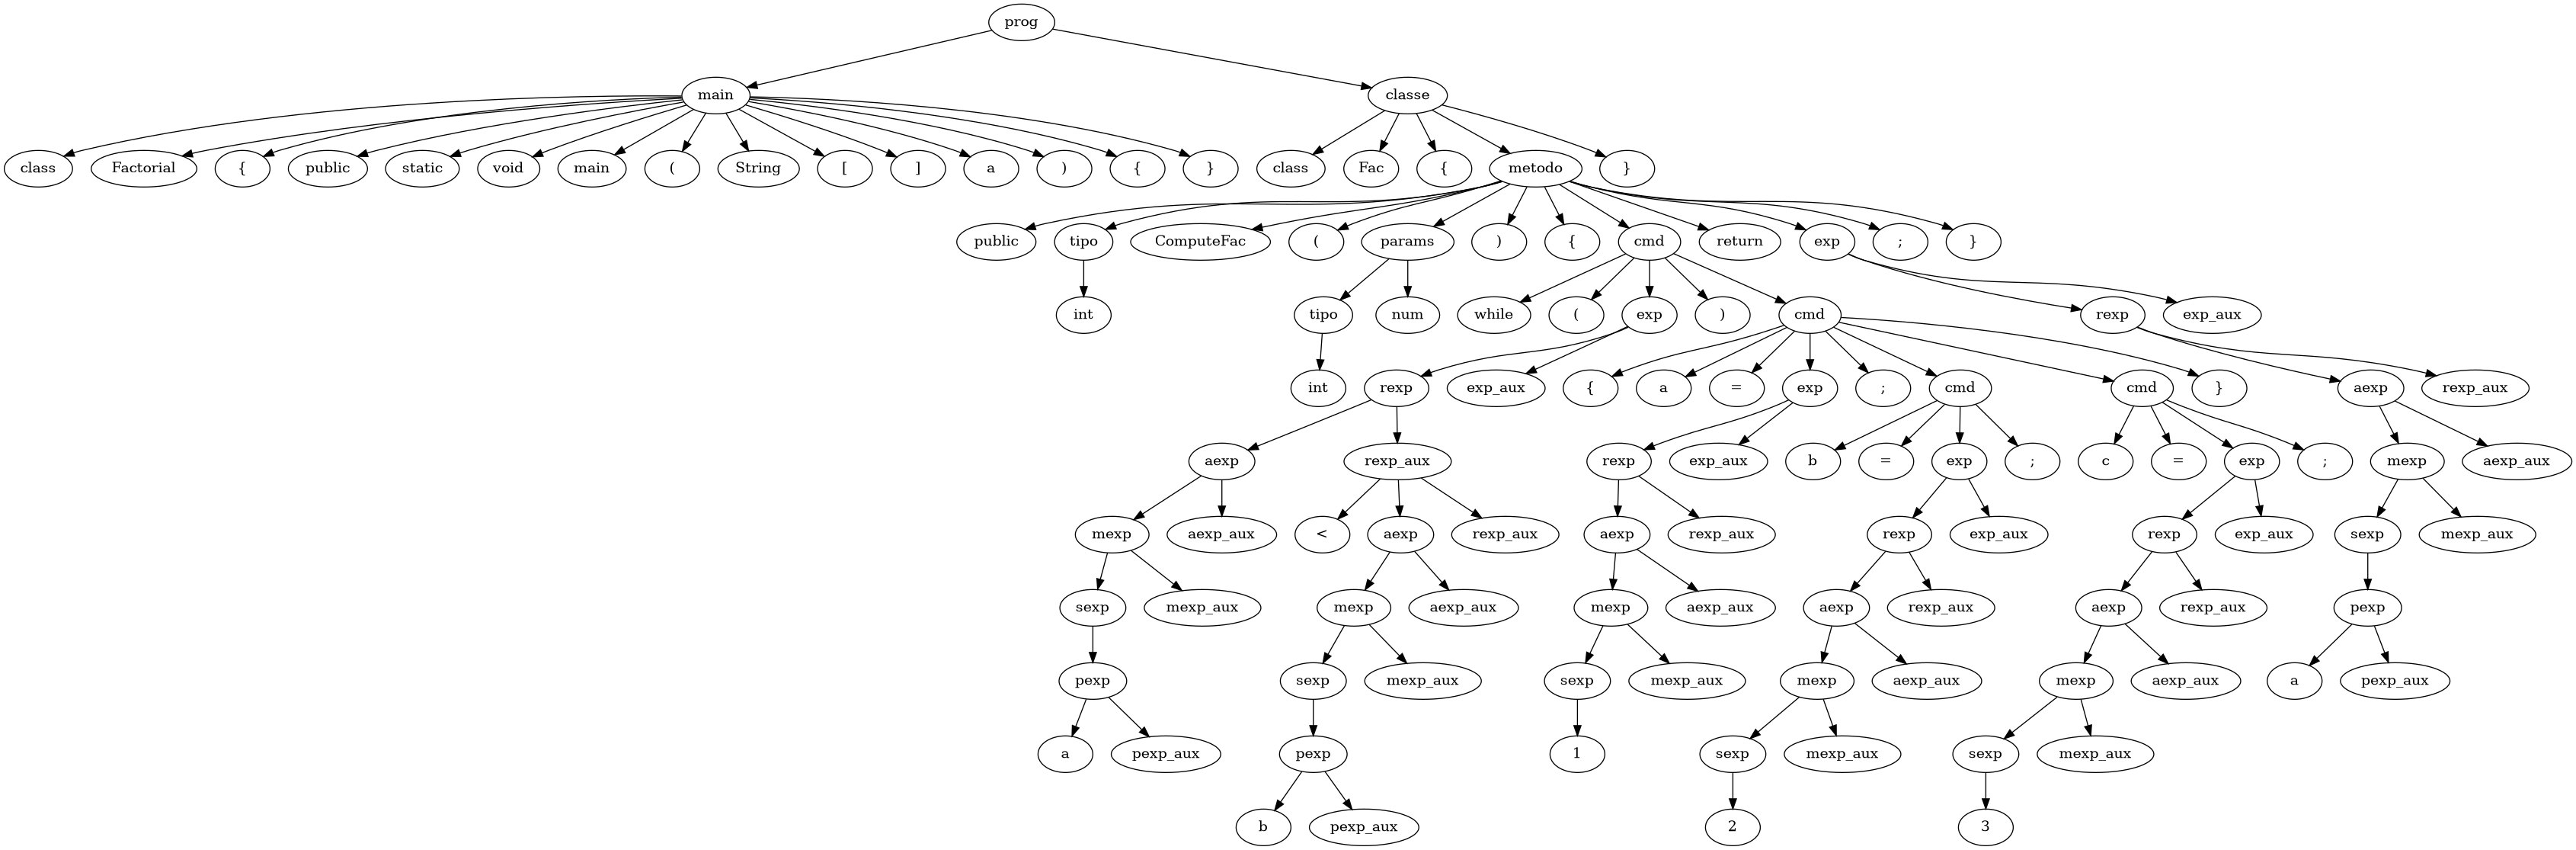 prog
main classe
class Factorial { public static void main ( String [ ] a ) { } class Fac { metodo }
public tipo ComputeFac ( params ) { cmd return exp ; }
int tipo num while ( exp ) cmd rexp exp_aux
int rexp exp_aux { a = exp ; cmd cmd } aexp rexp_aux
aexp rexp_aux rexp exp_aux b = exp ; c = exp ; mexp aexp_aux
mexp aexp_aux < aexp rexp_aux aexp rexp_aux rexp exp_aux rexp exp_aux sexp mexp_aux
sexp mexp_aux mexp aexp_aux mexp aexp_aux aexp rexp_aux aexp rexp_aux pexp
pexp sexp mexp_aux sexp mexp_aux mexp aexp_aux mexp aexp_aux a pexp_aux
a pexp_aux pexp 1 sexp mexp_aux sexp mexp_aux
b pexp_aux 2 3